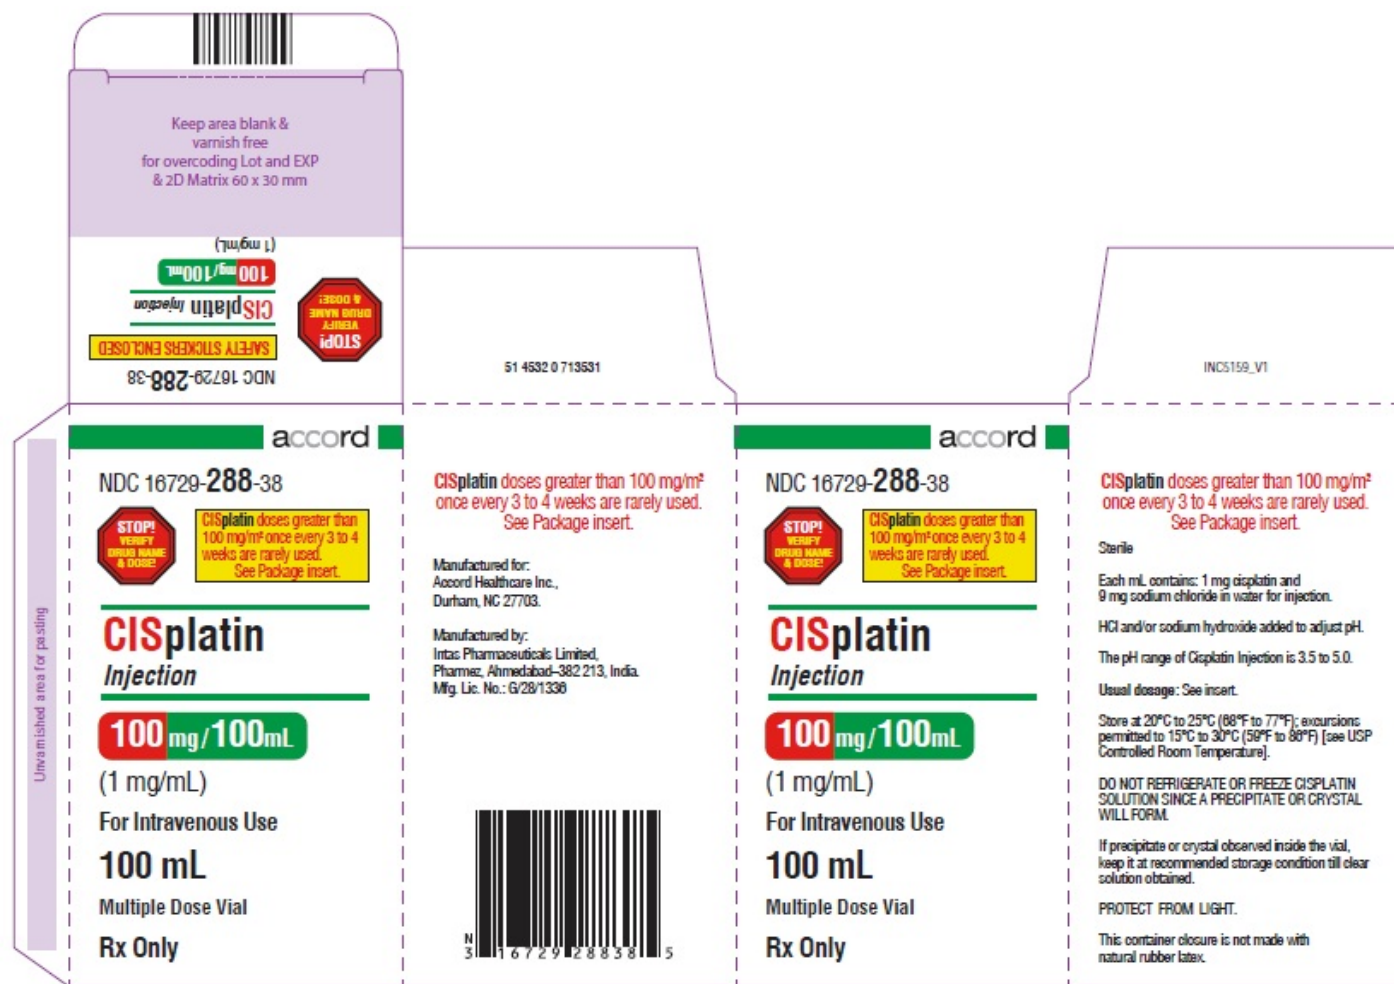 Keep area blank &
varnish free
for overcoding Lot and EXP
& 2D Matrix 60 x 30 mm
NDC 16729-288-38
SAFETY STICKERS ENCLOSED
STOP!
VERIFY
DRUG NAME
& DOSE!
CISplatin Injection
100 mg/100mL
(1 mg/mL)
51 4532 0 713531
INC5159_V1
Unvarnished area for pasting
accord
NDC 16729-288-38
STOP!
VERIFY
DRUG NAME
& DOSE!
CISplatin doses greater than
100 mg/m² once every 3 to 4
weeks are rarely used.
See Package insert.
CISplatin
Injection
100 mg/100mL
(1 mg/mL)
For Intravenous Use
100 mL
Multiple Dose Vial
Rx Only
CISplatin doses greater than 100 mg/m²
once every 3 to 4 weeks are rarely used.
See Package insert.
Manufactured for:
Accord Healthcare Inc.,
Durham, NC 27703.
Manufactured by:
Intas Pharmaceuticals Limited,
Pharmez, Ahmedabad–382 213, India.
Mfg. Lic. No.: G/28/1336
N
3 16729 28838 5
accord
NDC 16729-288-38
STOP!
VERIFY
DRUG NAME
& DOSE!
CISplatin doses greater than
100 mg/m² once every 3 to 4
weeks are rarely used.
See Package insert.
CISplatin
Injection
100 mg/100mL
(1 mg/mL)
For Intravenous Use
100 mL
Multiple Dose Vial
Rx Only
CISplatin doses greater than 100 mg/m²
once every 3 to 4 weeks are rarely used.
See Package insert.
Sterile
Each mL contains: 1 mg cisplatin and
9 mg sodium chloride in water for injection.
HCl and/or sodium hydroxide added to adjust pH.
The pH range of Cisplatin Injection is 3.5 to 5.0.
Usual dosage: See insert.
Store at 20°C to 25°C (68°F to 77°F); excursions
permitted to 15°C to 30°C (59°F to 86°F) [see USP
Controlled Room Temperature].
DO NOT REFRIGERATE OR FREEZE CISPLATIN
SOLUTION SINCE A PRECIPITATE OR CRYSTAL
WILL FORM.
If precipitate or crystal observed inside the vial,
keep it at recommended storage condition till clear
solution obtained.
PROTECT FROM LIGHT.
This container closure is not made with
natural rubber latex.